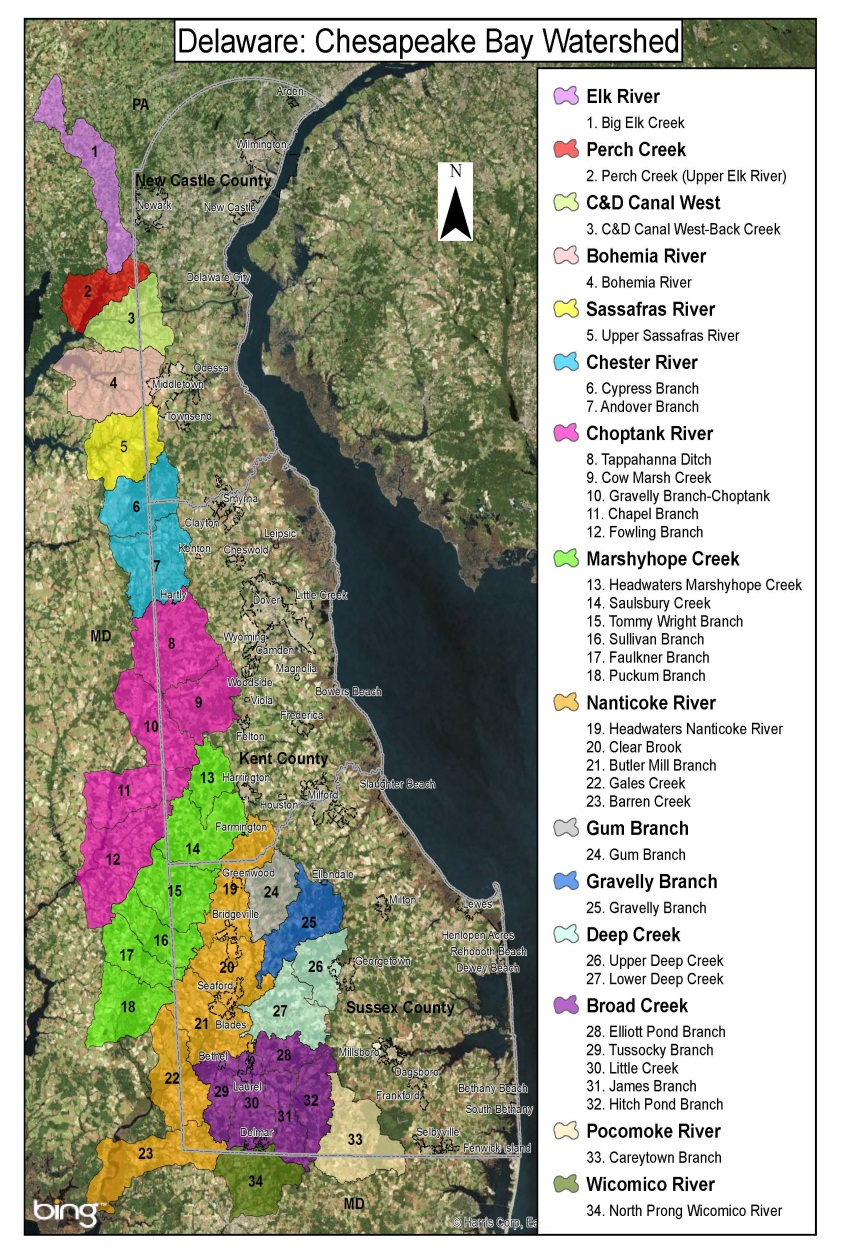 Delaware: Chesapeake Bay Watershed
PA
Arden
Wilmington
New Castle County
Newark
New Castle
Delaware City
Odessa
Middletown
Townsend
Smyrna
Clayton
Leipsic
Kenton
Cheswold
Hartly
Little Creek
Dover
MD
Wyoming
Camden
Magnolia
Woodside
Viola
Bowers Beach
Frederica
Felton
Kent County
Harrington
Slaughter Beach
Milford
Houston
Farmington
Greenwood
Ellendale
Milton
Lewes
Bridgeville
Henlopen Acres
Rehoboth Beach
Georgetown
Dewey Beach
Seaford
Sussex County
Blades
Bethel
Millsboro
Dagsboro
Laurel
Frankford
Bethany Beach
South Bethany
Delmar
Selbyville
Fenwick Island
MD
1
2
3
4
5
6
7
8
9
10
11
12
13
14
15
16
17
18
19
20
21
22
23
24
25
26
27
28
29
30
31
32
33
34
N
bing™
© Harris Corp, Ea
Elk River
1. Big Elk Creek
Perch Creek
2. Perch Creek (Upper Elk River)
C&D Canal West
3. C&D Canal West-Back Creek
Bohemia River
4. Bohemia River
Sassafras River
5. Upper Sassafras River
Chester River
6. Cypress Branch
7. Andover Branch
Choptank River
8. Tappahanna Ditch
9. Cow Marsh Creek
10. Gravelly Branch-Choptank
11. Chapel Branch
12. Fowling Branch
Marshyhope Creek
13. Headwaters Marshyhope Creek
14. Saulsbury Creek
15. Tommy Wright Branch
16. Sullivan Branch
17. Faulkner Branch
18. Puckum Branch
Nanticoke River
19. Headwaters Nanticoke River
20. Clear Brook
21. Butler Mill Branch
22. Gales Creek
23. Barren Creek
Gum Branch
24. Gum Branch
Gravelly Branch
25. Gravelly Branch
Deep Creek
26. Upper Deep Creek
27. Lower Deep Creek
Broad Creek
28. Elliott Pond Branch
29. Tussocky Branch
30. Little Creek
31. James Branch
32. Hitch Pond Branch
Pocomoke River
33. Careytown Branch
Wicomico River
34. North Prong Wicomico River